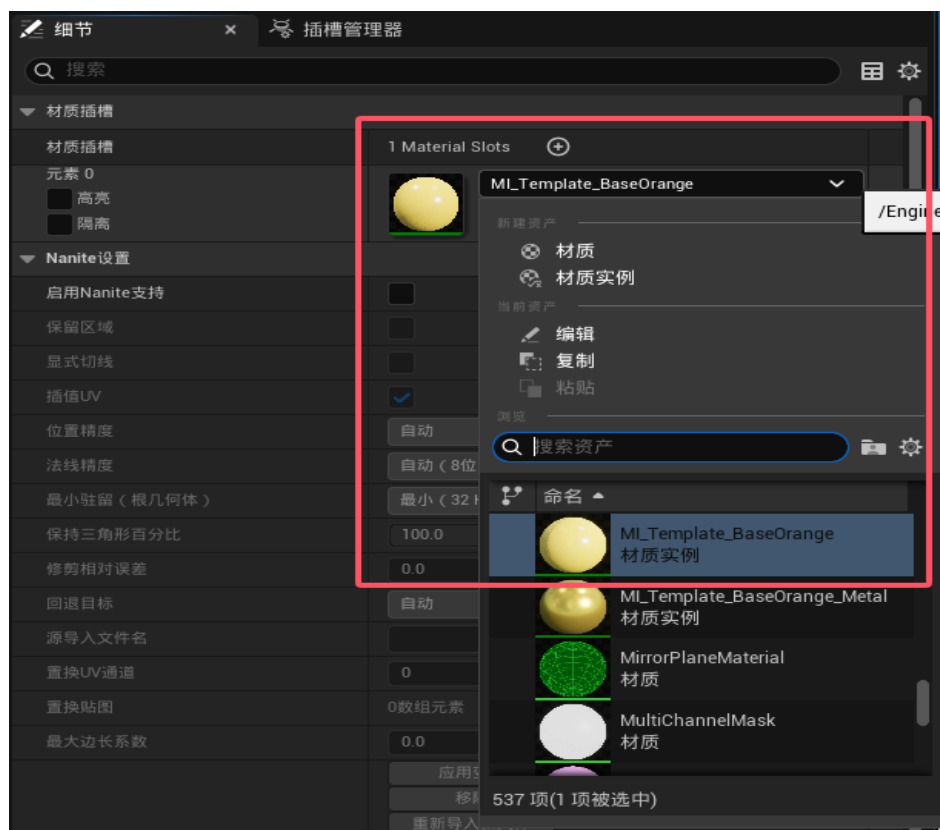 细节 × 插槽管理器
搜索
材质插槽
材质插槽 1 Material Slots
元素 0
高亮
隔离
MI_Template_BaseOrange
/Engine
新建资产
材质
材质实例
当前资产
编辑
复制
粘贴
浏览
搜索资产
命名
MI_Template_BaseOrange
材质实例
MI_Template_BaseOrange_Metal
材质实例
MirrorPlaneMaterial
材质
MultiChannelMask
材质
537 项(1 项被选中)
Nanite设置
启用Nanite支持
保留区域
显式切线
插值UV
位置精度 自动
法线精度 自动（8位
最小驻留（根几何体） 最小（32
保持三角形百分比 100.0
修剪相对误差 0.0
回退目标 自动
源导入文件名
置换UV通道 0
置换贴图 0数组元素
最大边长系数 0.0
应用
移
重新导入